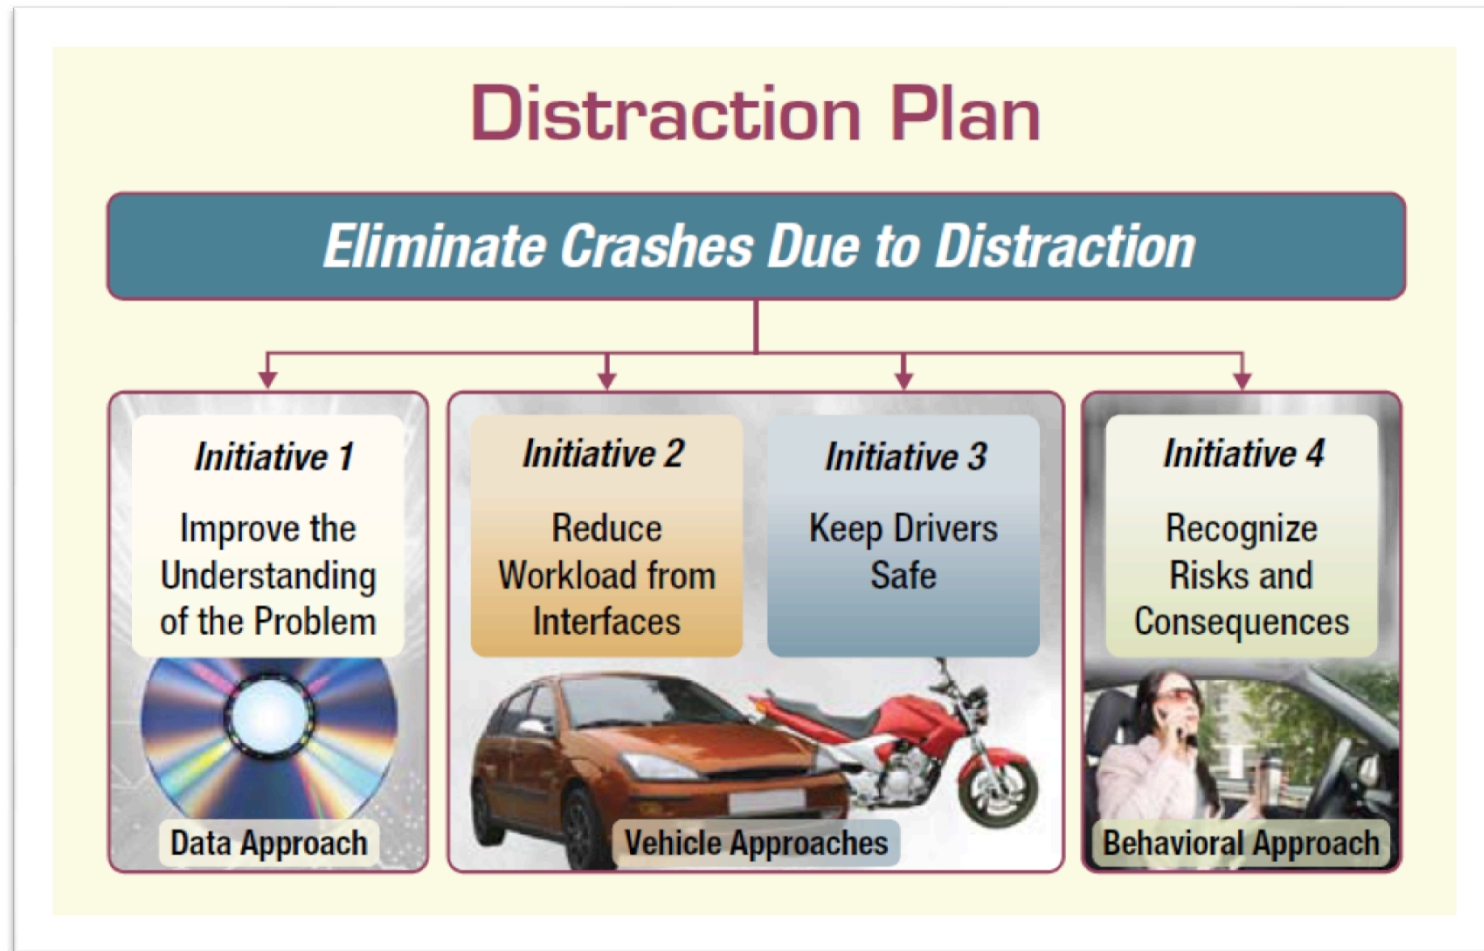 Distraction Plan
Eliminate Crashes Due to Distraction
Initiative 1
Improve the
Understanding
of the Problem
Data Approach
Initiative 2
Reduce
Workload from
Interfaces
Initiative 3
Keep Drivers
Safe
Vehicle Approaches
Initiative 4
Recognize
Risks and
Consequences
Behavioral Approach